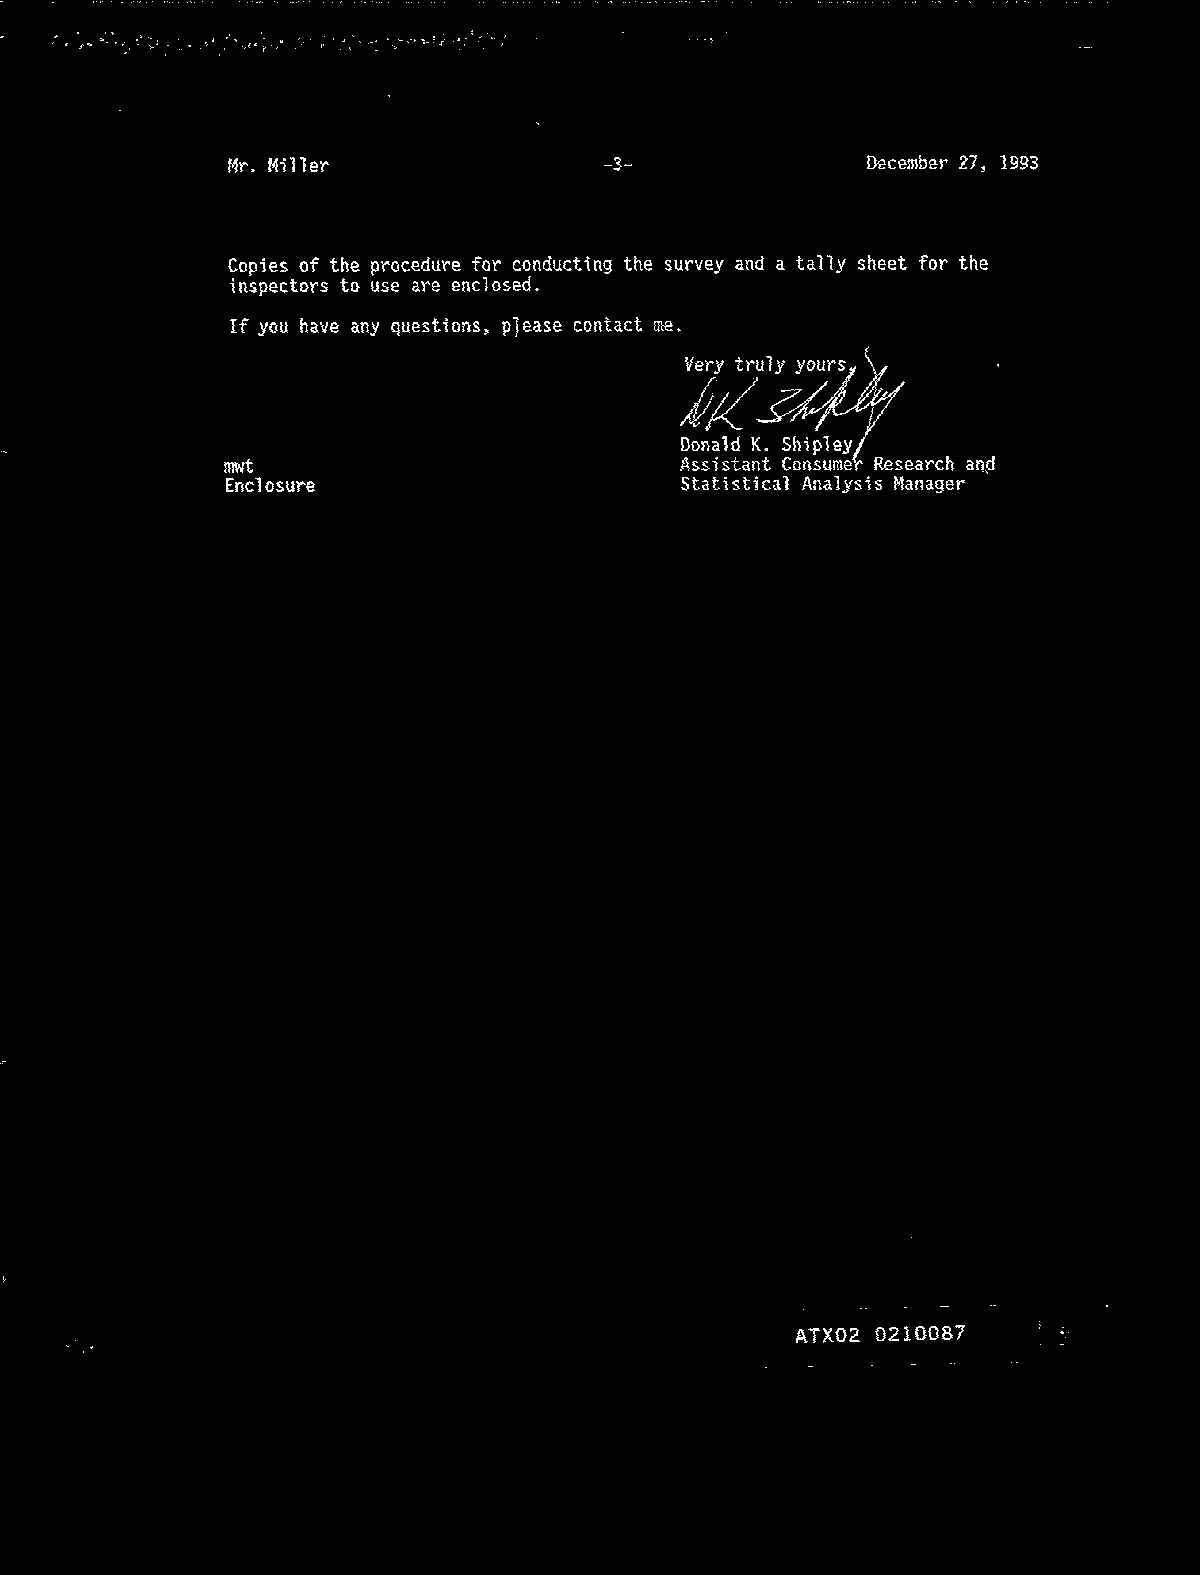 Mr. Miller -3- December 27, 1993
Copies of the procedure for conducting the survey and a tally sheet for the
inspectors to use are enclosed.
If you have any questions, please contact me.
Very truly yours,
DK Shipley
Donald K. Shipley
Assistant Consumer Research and
Statistical Analysis Manager
mwt
Enclosure
ATX02 0210087